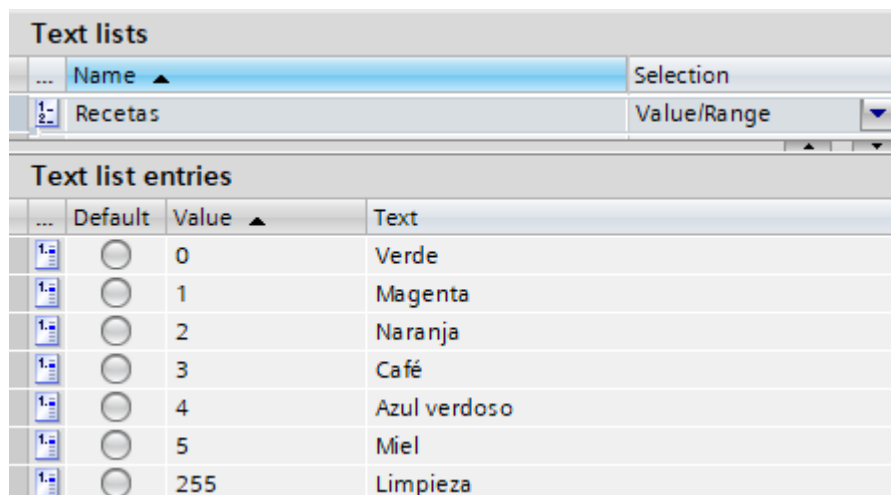 Text lists
... Name Selection
Recetas Value/Range
Text list entries
... Default Value Text
0 Verde
1 Magenta
2 Naranja
3 Café
4 Azul verdoso
5 Miel
255 Limpieza